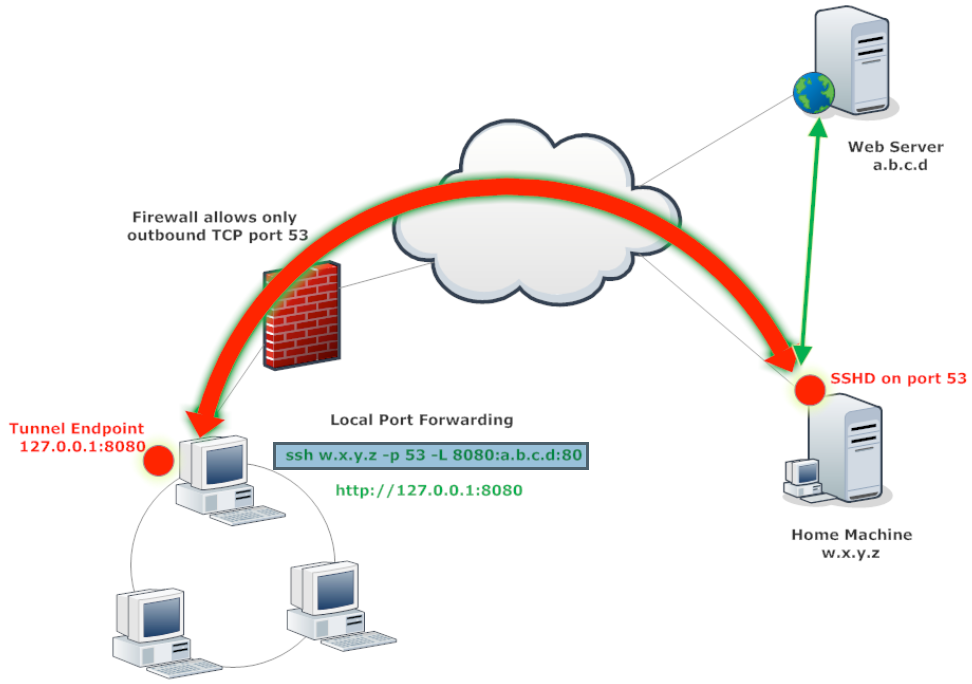 Web Server
a.b.c.d
Firewall allows only
outbound TCP port 53
SSHD on port 53
Tunnel Endpoint
127.0.0.1:8080
Local Port Forwarding
ssh w.x.y.z -p 53 -L 8080:a.b.c.d:80
http://127.0.0.1:8080
Home Machine
w.x.y.z